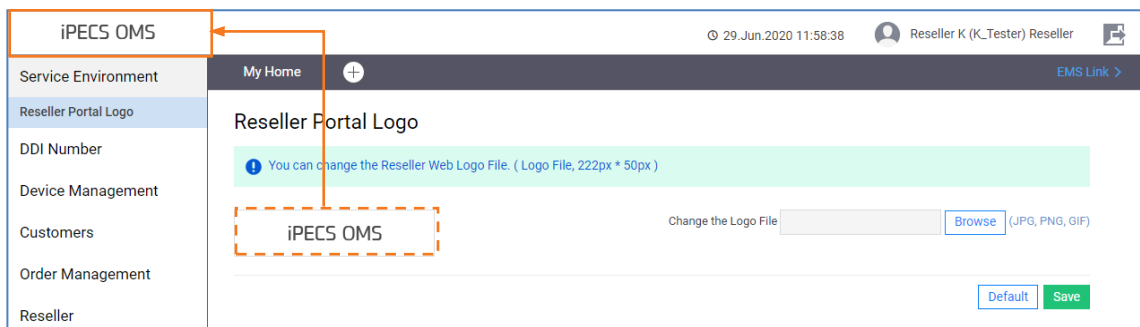 iPECS OMS
29.Jun.2020 11:58:38
Reseller K (K_Tester) Reseller
Service Environment
My Home
EMS Link >
Reseller Portal Logo
Reseller Portal Logo
DDI Number
You can change the Reseller Web Logo File. ( Logo File, 222px * 50px )
Device Management
Customers
iPECS OMS
Change the Logo File
Browse
(JPG, PNG, GIF)
Order Management
Default
Save
Reseller